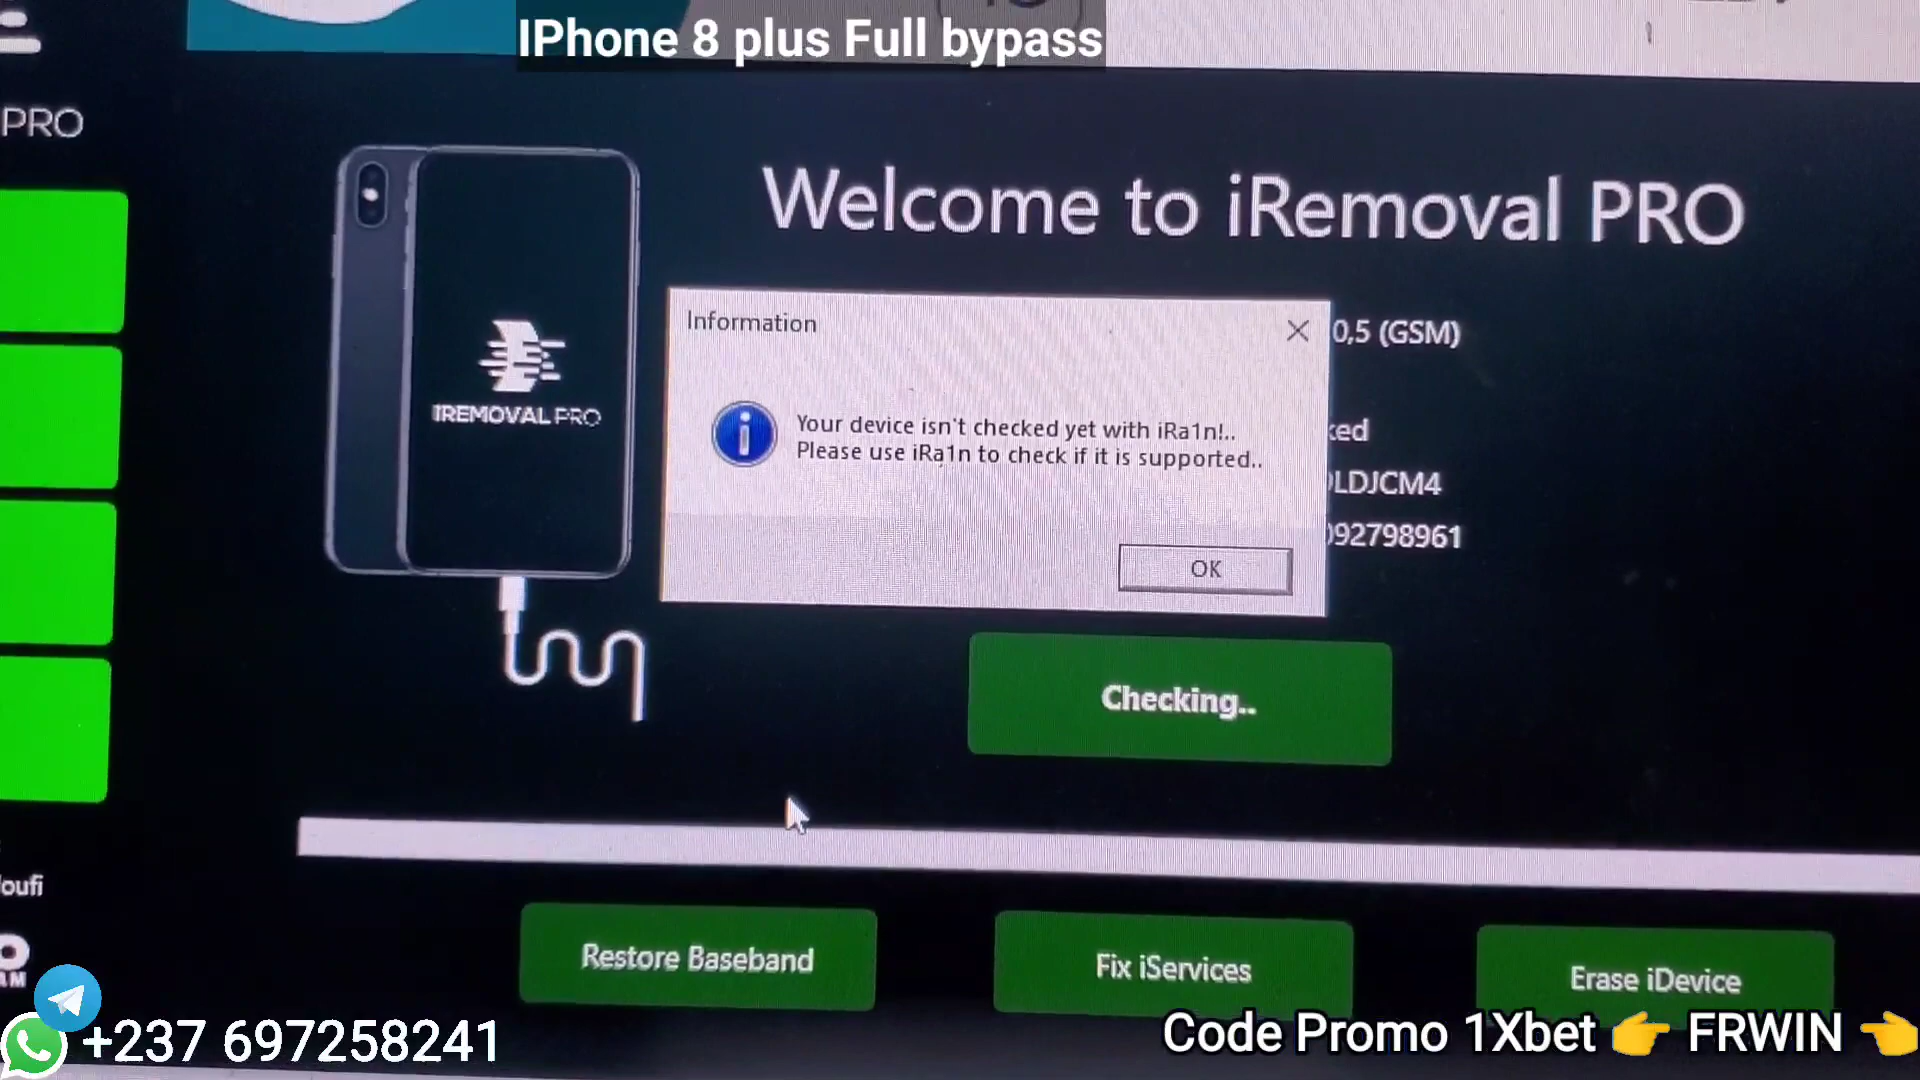 IPhone 8 plus Full bypass
PRO
Welcome to iRemoval PRO
IREMOVAL PRO
Information
Your device isn't checked yet with iRa1n!..
Please use iRa1n to check if it is supported..
OK
0,5 (GSM)
ked
LDJCM4
092798961
Checking..
oufi
Restore Baseband
Fix iServices
Erase iDevice
+237 697258241
Code Promo 1Xbet 👉 FRWIN 👈